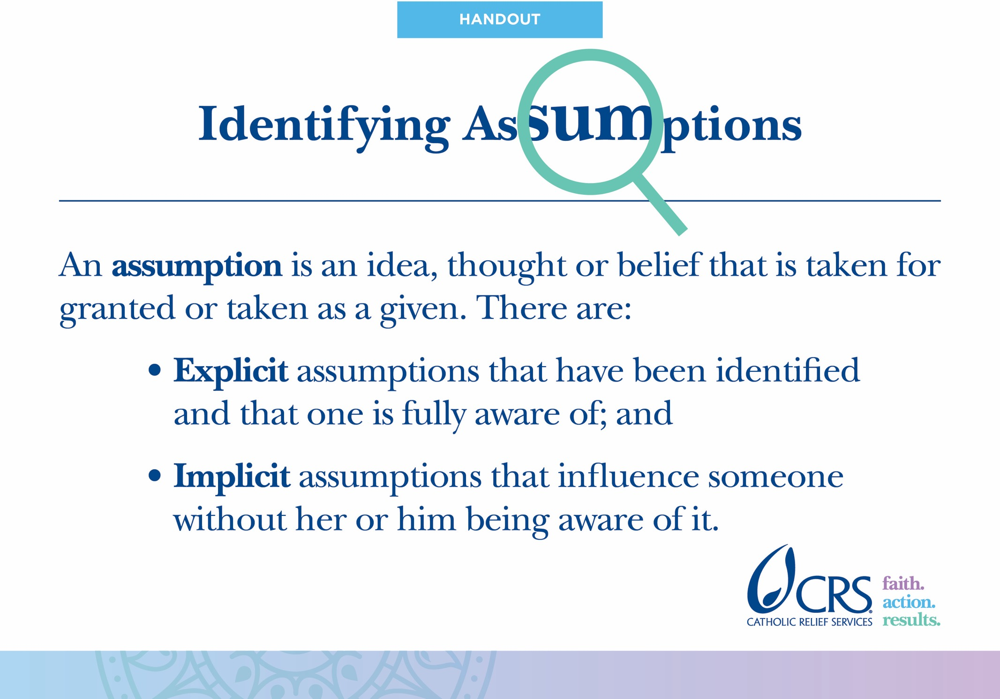 HANDOUT
Identifying Assumptions
An assumption is an idea, thought or belief that is taken for
granted or taken as a given. There are:
• Explicit assumptions that have been identified
and that one is fully aware of; and
• Implicit assumptions that influence someone
without her or him being aware of it.
CRS®
CATHOLIC RELIEF SERVICES
faith.
action.
results.